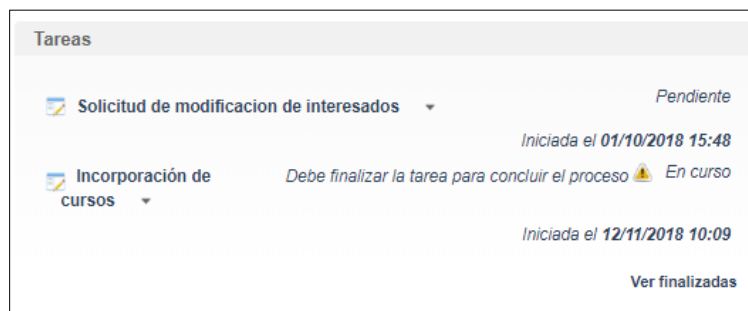 Tareas
Solicitud de modificacion de interesados
Pendiente
Iniciada el 01/10/2018 15:48
Incorporación de
cursos
Debe finalizar la tarea para concluir el proceso
En curso
Iniciada el 12/11/2018 10:09
Ver finalizadas